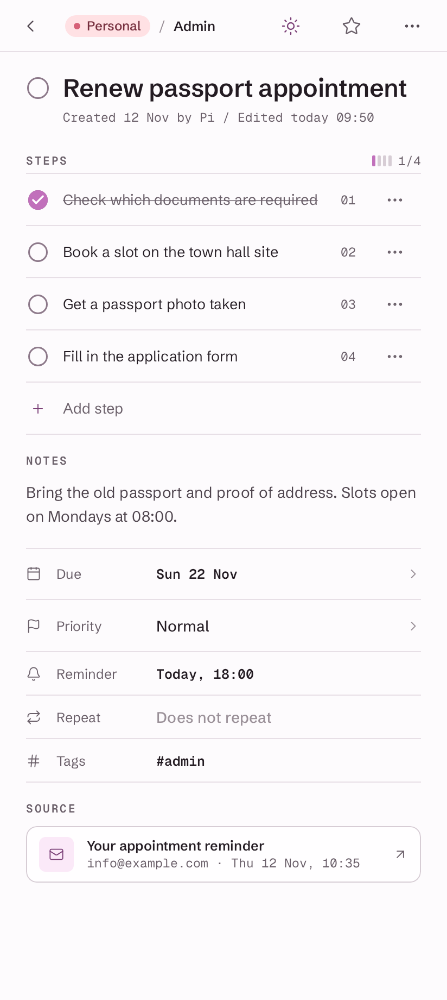 Personal / Admin
Renew passport appointment
Created 12 Nov by Pi / Edited today 09:50
STEPS 1/4
Check which documents are required 01
Book a slot on the town hall site 02
Get a passport photo taken 03
Fill in the application form 04
+ Add step
NOTES
Bring the old passport and proof of address. Slots open
on Mondays at 08:00.
Due Sun 22 Nov
Priority Normal
Reminder Today, 18:00
Repeat Does not repeat
Tags #admin
SOURCE
Your appointment reminder
info@example.com · Thu 12 Nov, 10:35